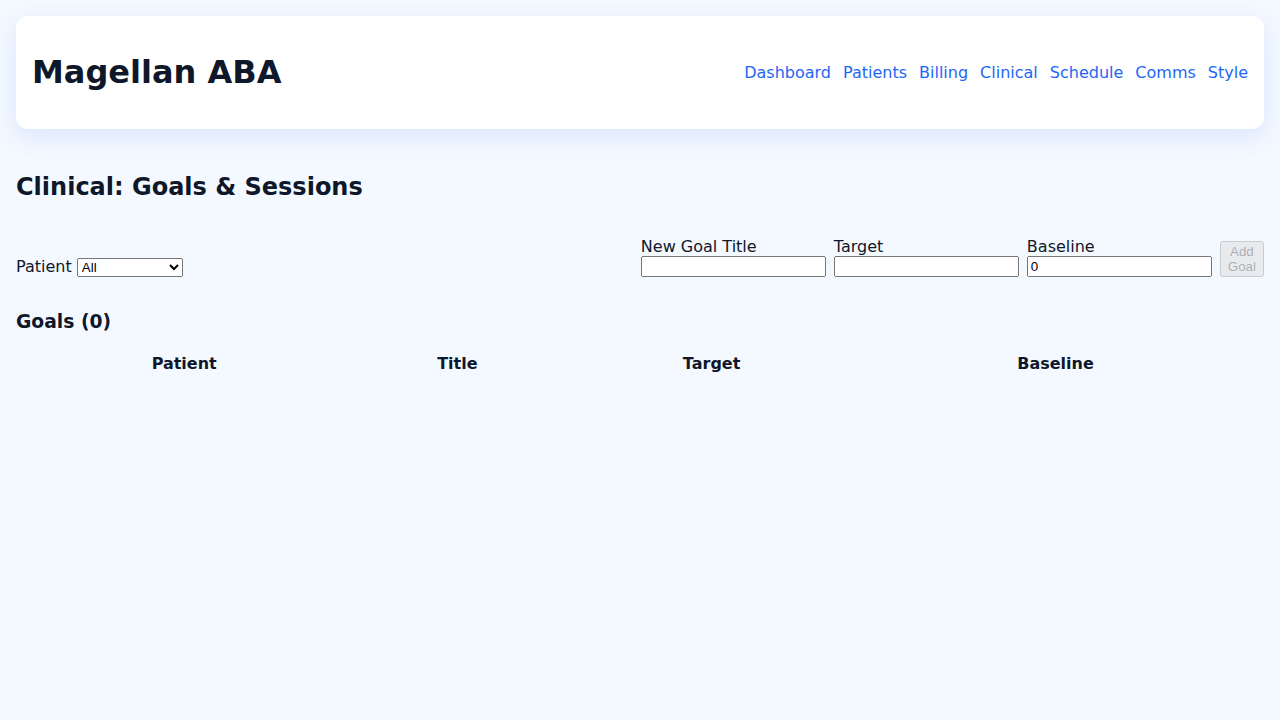 Magellan ABA
Dashboard Patients Billing Clinical Schedule Comms Style
Clinical: Goals & Sessions
Patient All
New Goal Title
Target
Baseline
0
Add
Goal
Goals (0)
Patient Title Target Baseline